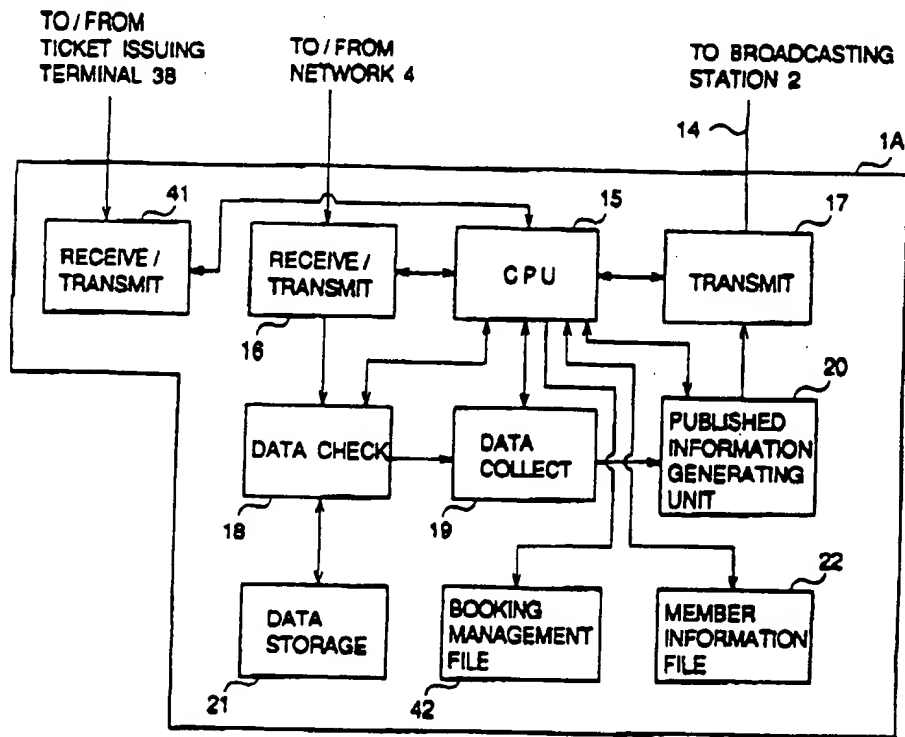 TO/FROM
TICKET ISSUING
TERMINAL 38
TO/FROM
NETWORK 4
TO BROADCASTING
STATION 2
14
1A
41
RECEIVE/
TRANSMIT
RECEIVE/
TRANSMIT
16
15
CPU
17
TRANSMIT
DATA CHECK
18
DATA
COLLECT
19
20
PUBLISHED
INFORMATION
GENERATING
UNIT
DATA
STORAGE
21
BOOKING
MANAGEMENT
FILE
42
22
MEMBER
INFORMATION
FILE